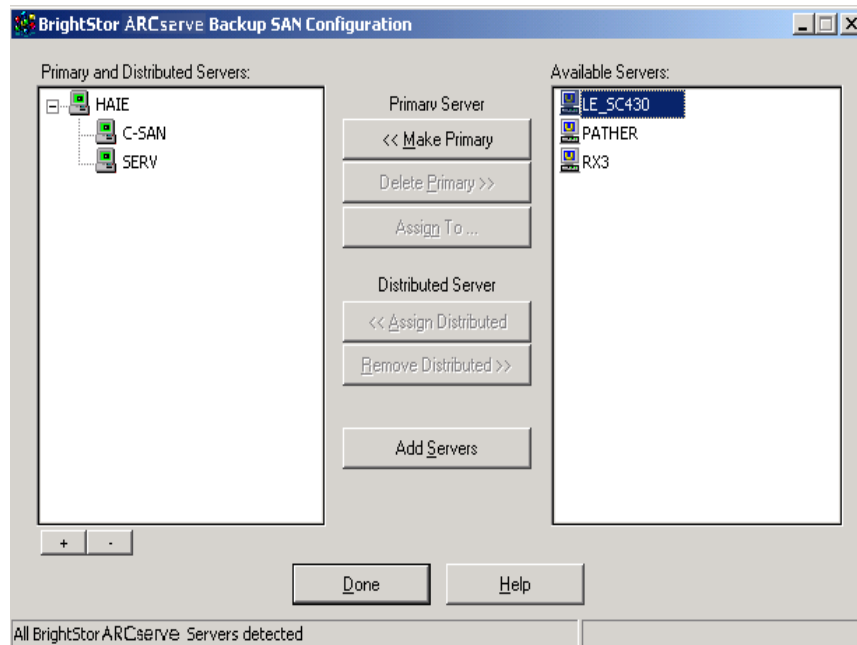 BrightStor ARCserve Backup SAN Configuration
Primary and Distributed Servers:
HAIE
C-SAN
SERV
+
-
Primary Server
<< Make Primary
Delete Primary >>
Assign To ...
Distributed Server
<< Assign Distributed
Remove Distributed >>
Add Servers
Available Servers:
LE_SC430
PATHER
RX3
Done
Help
All BrightStor ARCserve Servers detected